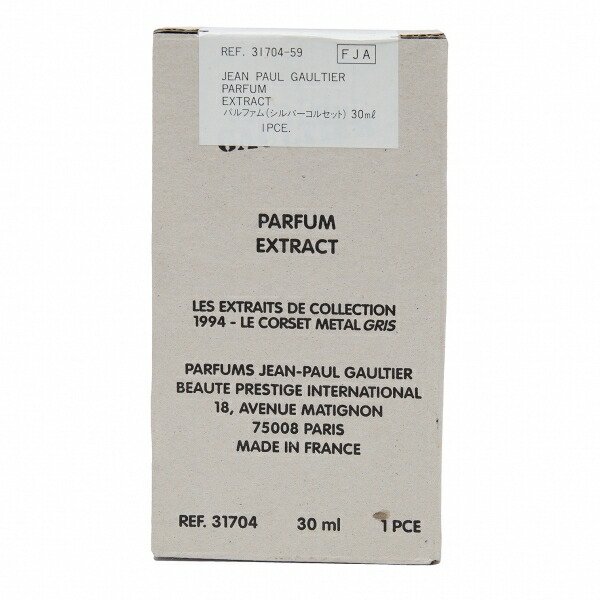 REF. 31704-59 FJA
JEAN PAUL GAULTIER
PARFUM
EXTRACT
パルファム(シルバーコルセット) 30mℓ
1PCE.
PARFUM
EXTRACT
LES EXTRAITS DE COLLECTION
1994 - LE CORSET METAL GRIS
PARFUMS JEAN-PAUL GAULTIER
BEAUTE PRESTIGE INTERNATIONAL
18, AVENUE MATIGNON
75008 PARIS
MADE IN FRANCE
REF. 31704 30 ml 1 PCE